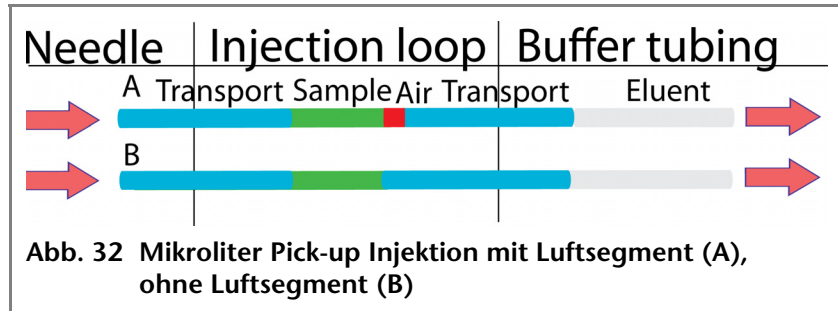 Needle Injection loop Buffer tubing
A Transport Sample Air Transport Eluent
B
Abb. 32 Mikroliter Pick-up Injektion mit Luftsegment (A),
ohne Luftsegment (B)